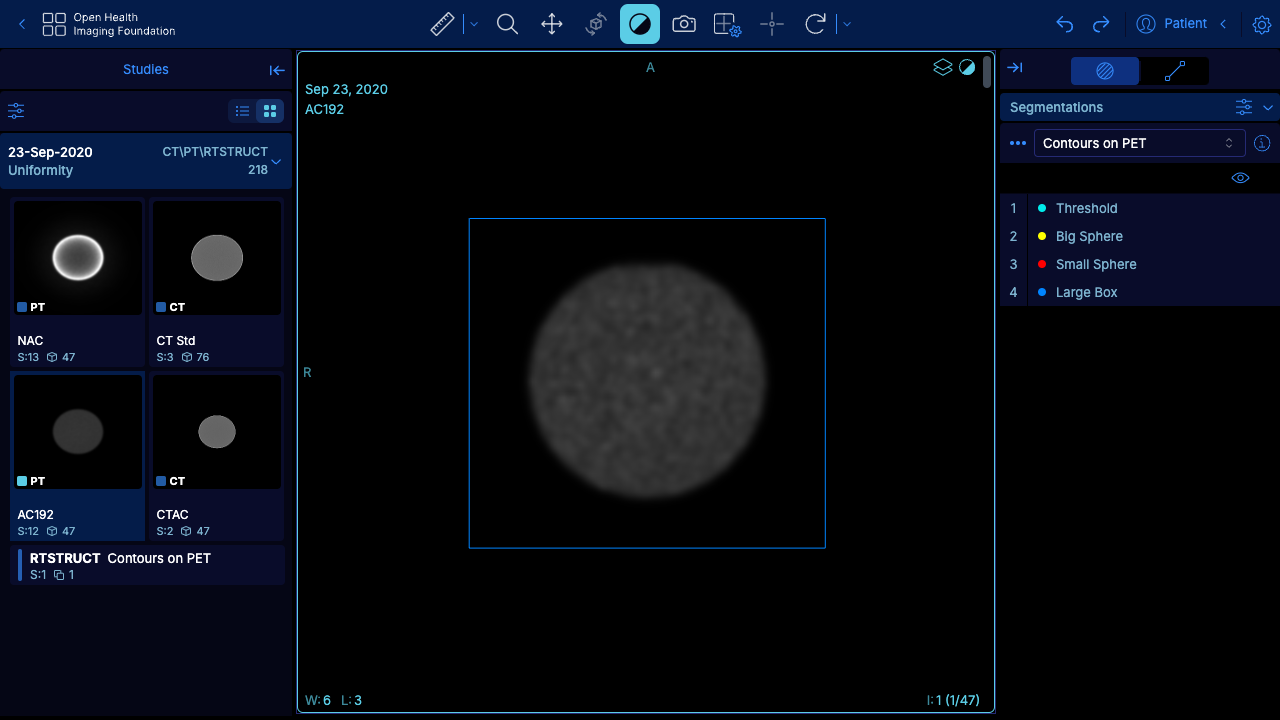 Open Health
Imaging Foundation
Patient
Studies
23-Sep-2020
CT\PT\RTSTRUCT
Uniformity
218
PT
CT
NAC
CT Std
S:13 47
S:3 76
PT
CT
AC192
CTAC
S:12 47
S:2 47
RTSTRUCT Contours on PET
S:1 1
A
Sep 23, 2020
AC192
R
W: 6 L: 3
I: 1 (1/47)
Segmentations
Contours on PET
1 Threshold
2 Big Sphere
3 Small Sphere
4 Large Box